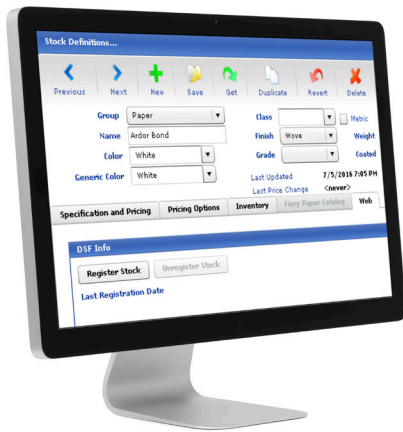 Stock Definitions...
Previous Next New Save Get Duplicate Revert Delete
Group Paper Class Metric
Name Ardor Bond Finish Wove Weight
Color White Grade Coated
Generic Color White Last Updated 7/5/2016 7:05 PM
Last Price Change <never>
Specification and Pricing Pricing Options Inventory Fiery Paper Catalog Web
DSF Info
Register Stock Unregister Stock
Last Registration Date